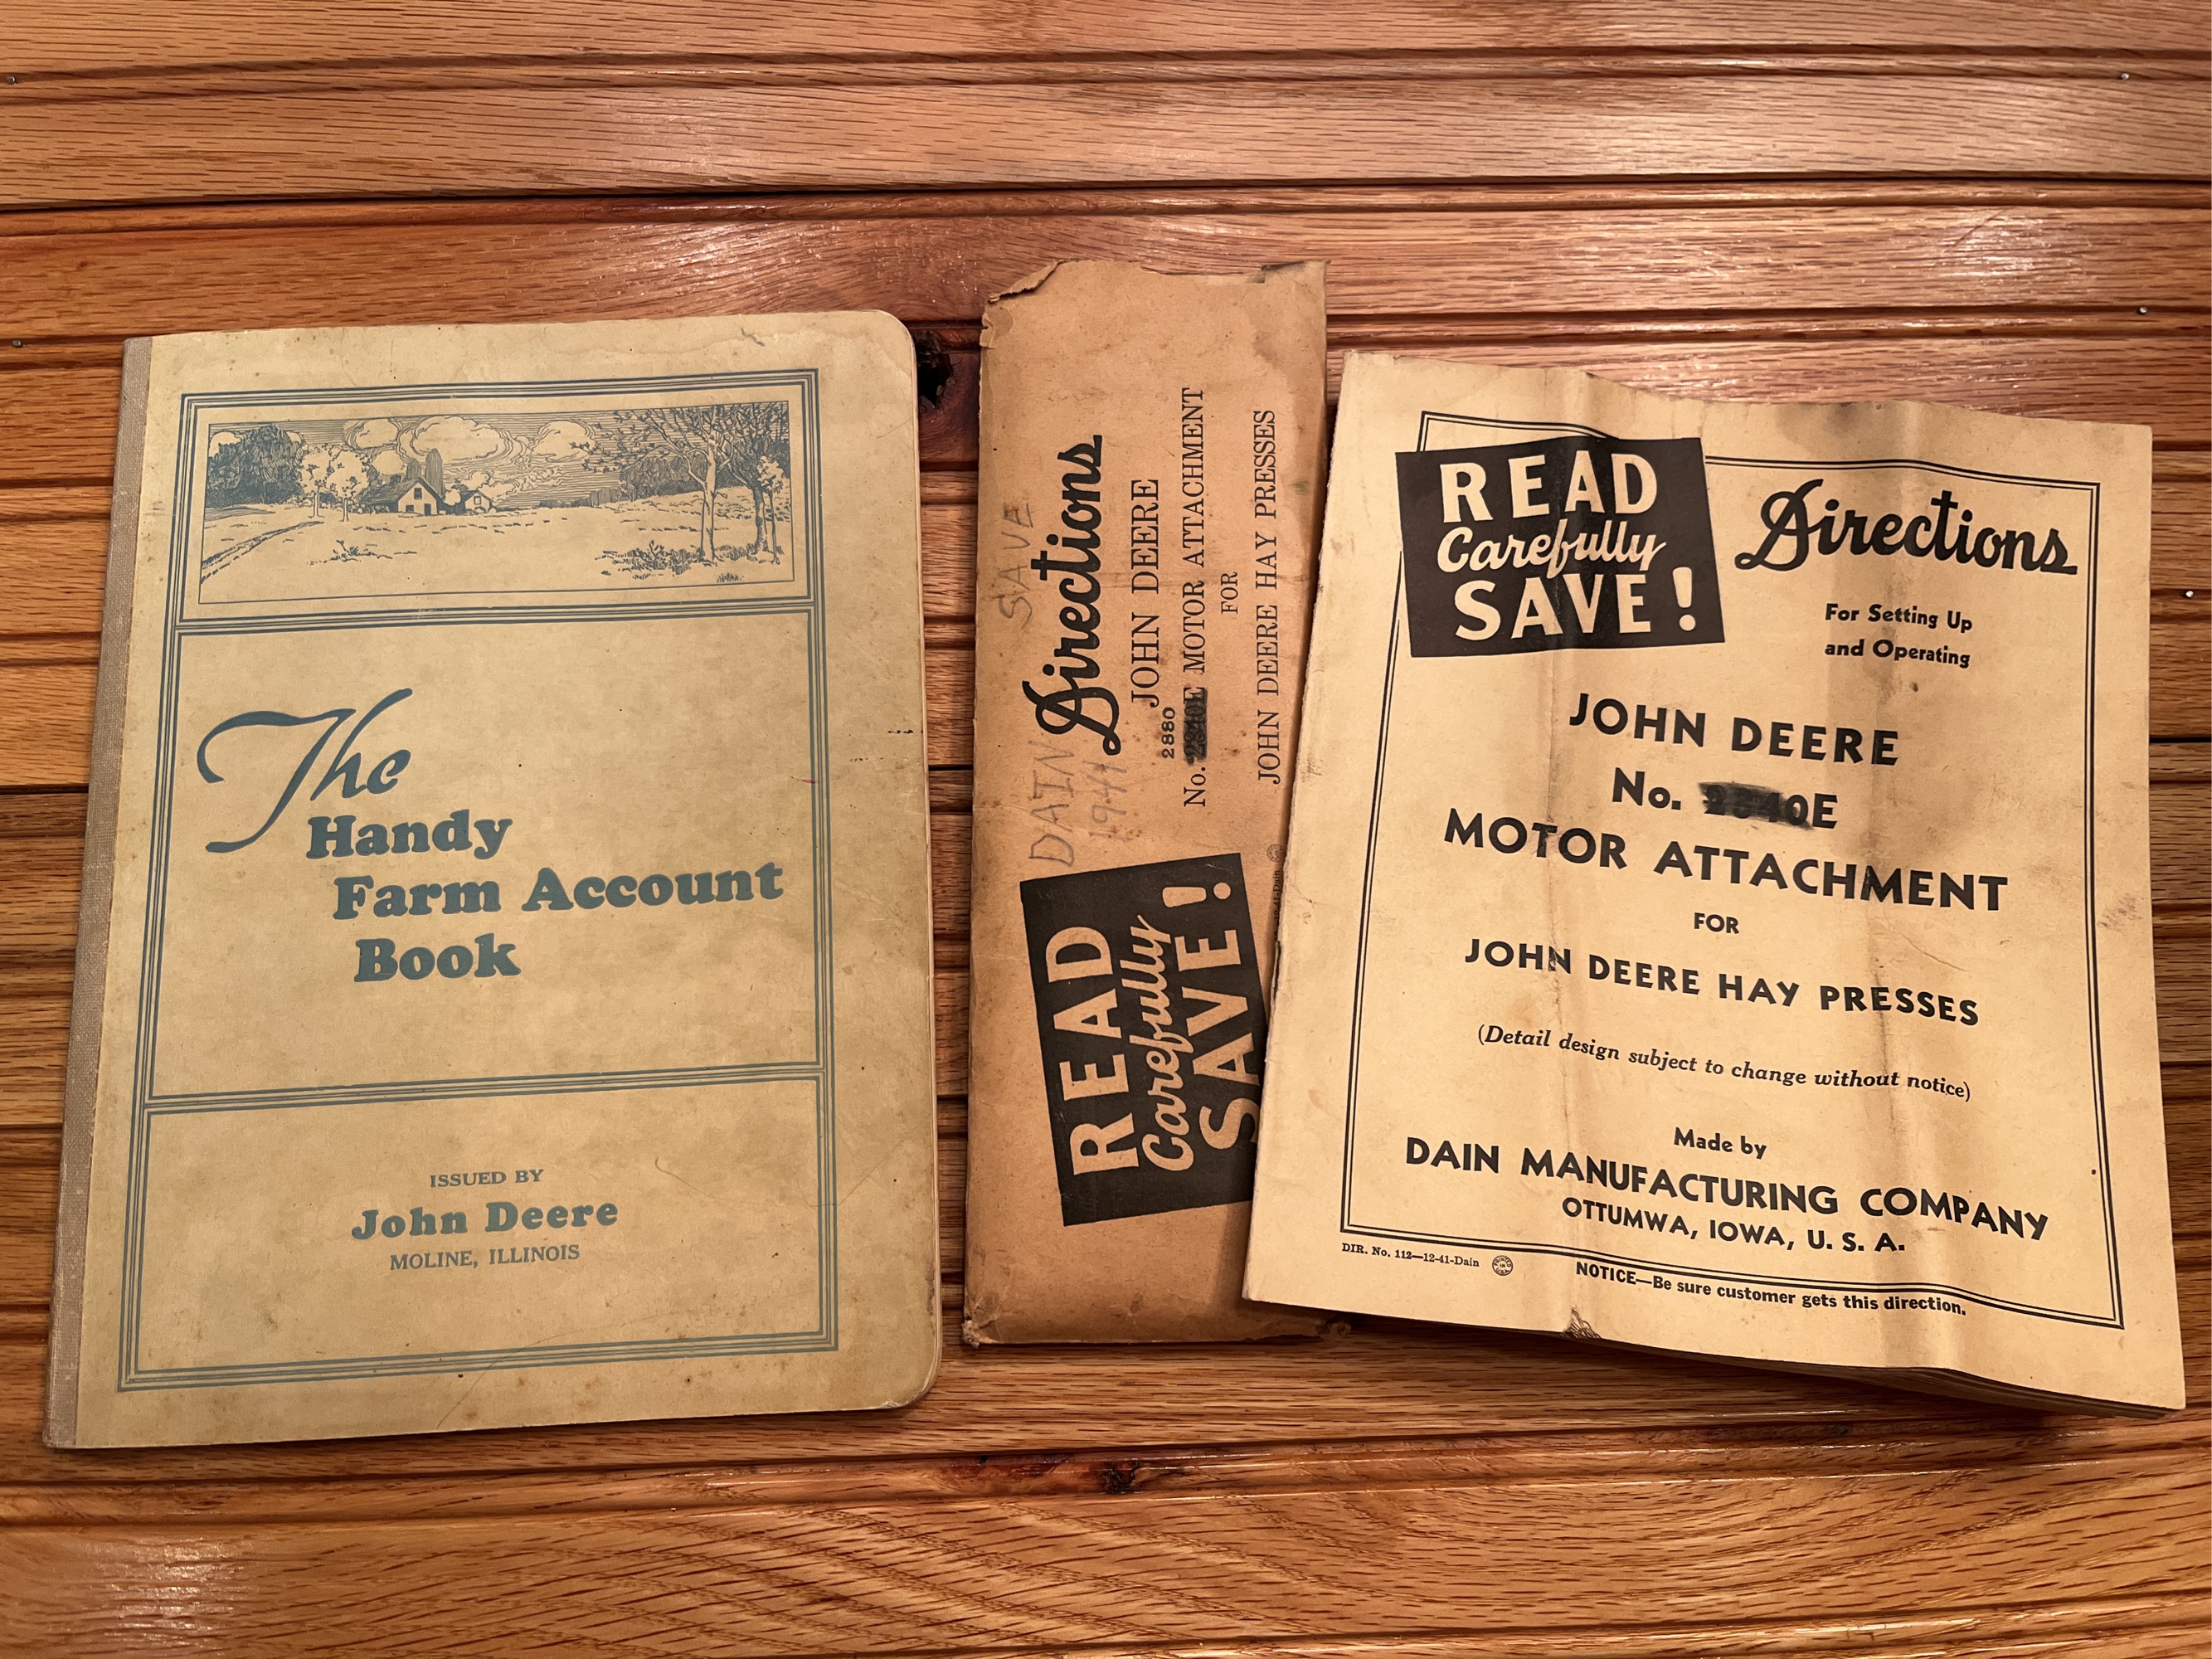 The
Handy
Farm Account
Book
ISSUED BY
John Deere
MOLINE, ILLINOIS
SAVE
DAIN
1941
Directions
JOHN DEERE
2880
No. 2840E MOTOR ATTACHMENT
FOR
JOHN DEERE HAY PRESSES
READ
Carefully
SAVE!
READ
Carefully
SAVE!
Directions
For Setting Up
and Operating
JOHN DEERE
No. 2840E
MOTOR ATTACHMENT
FOR
JOHN DEERE HAY PRESSES
(Detail design subject to change without notice)
Made by
DAIN MANUFACTURING COMPANY
OTTUMWA, IOWA, U. S. A.
DIR. No. 112—12-41-Dain
NOTICE—Be sure customer gets this direction.